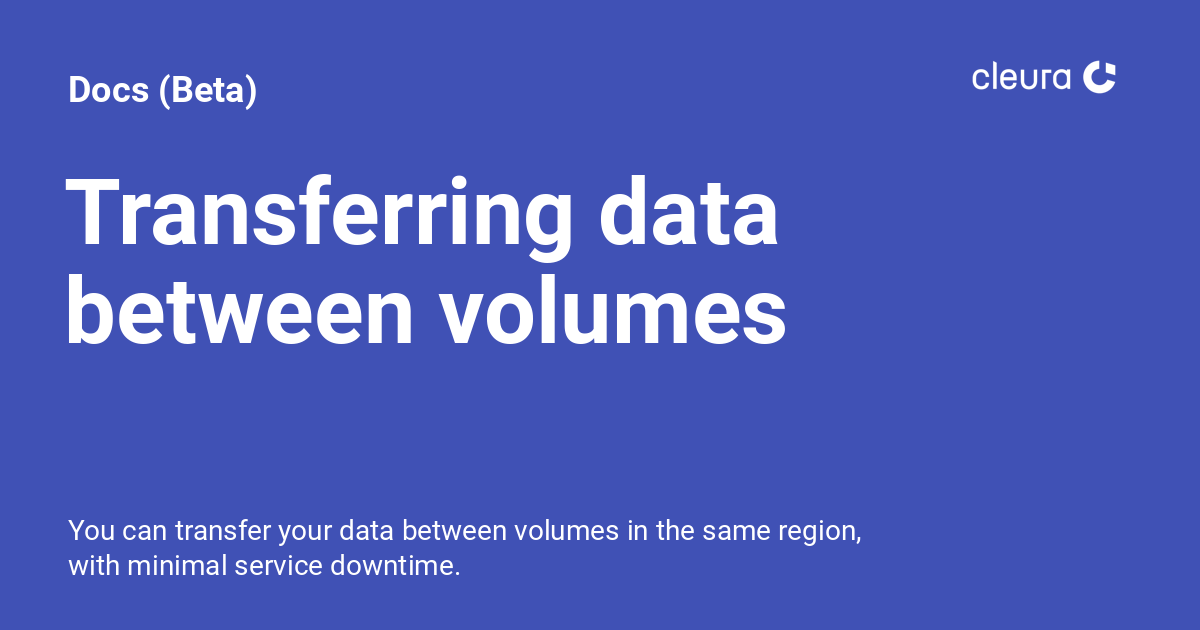 Docs (Beta)
cleura
Transferring data
between volumes
You can transfer your data between volumes in the same region,
with minimal service downtime.